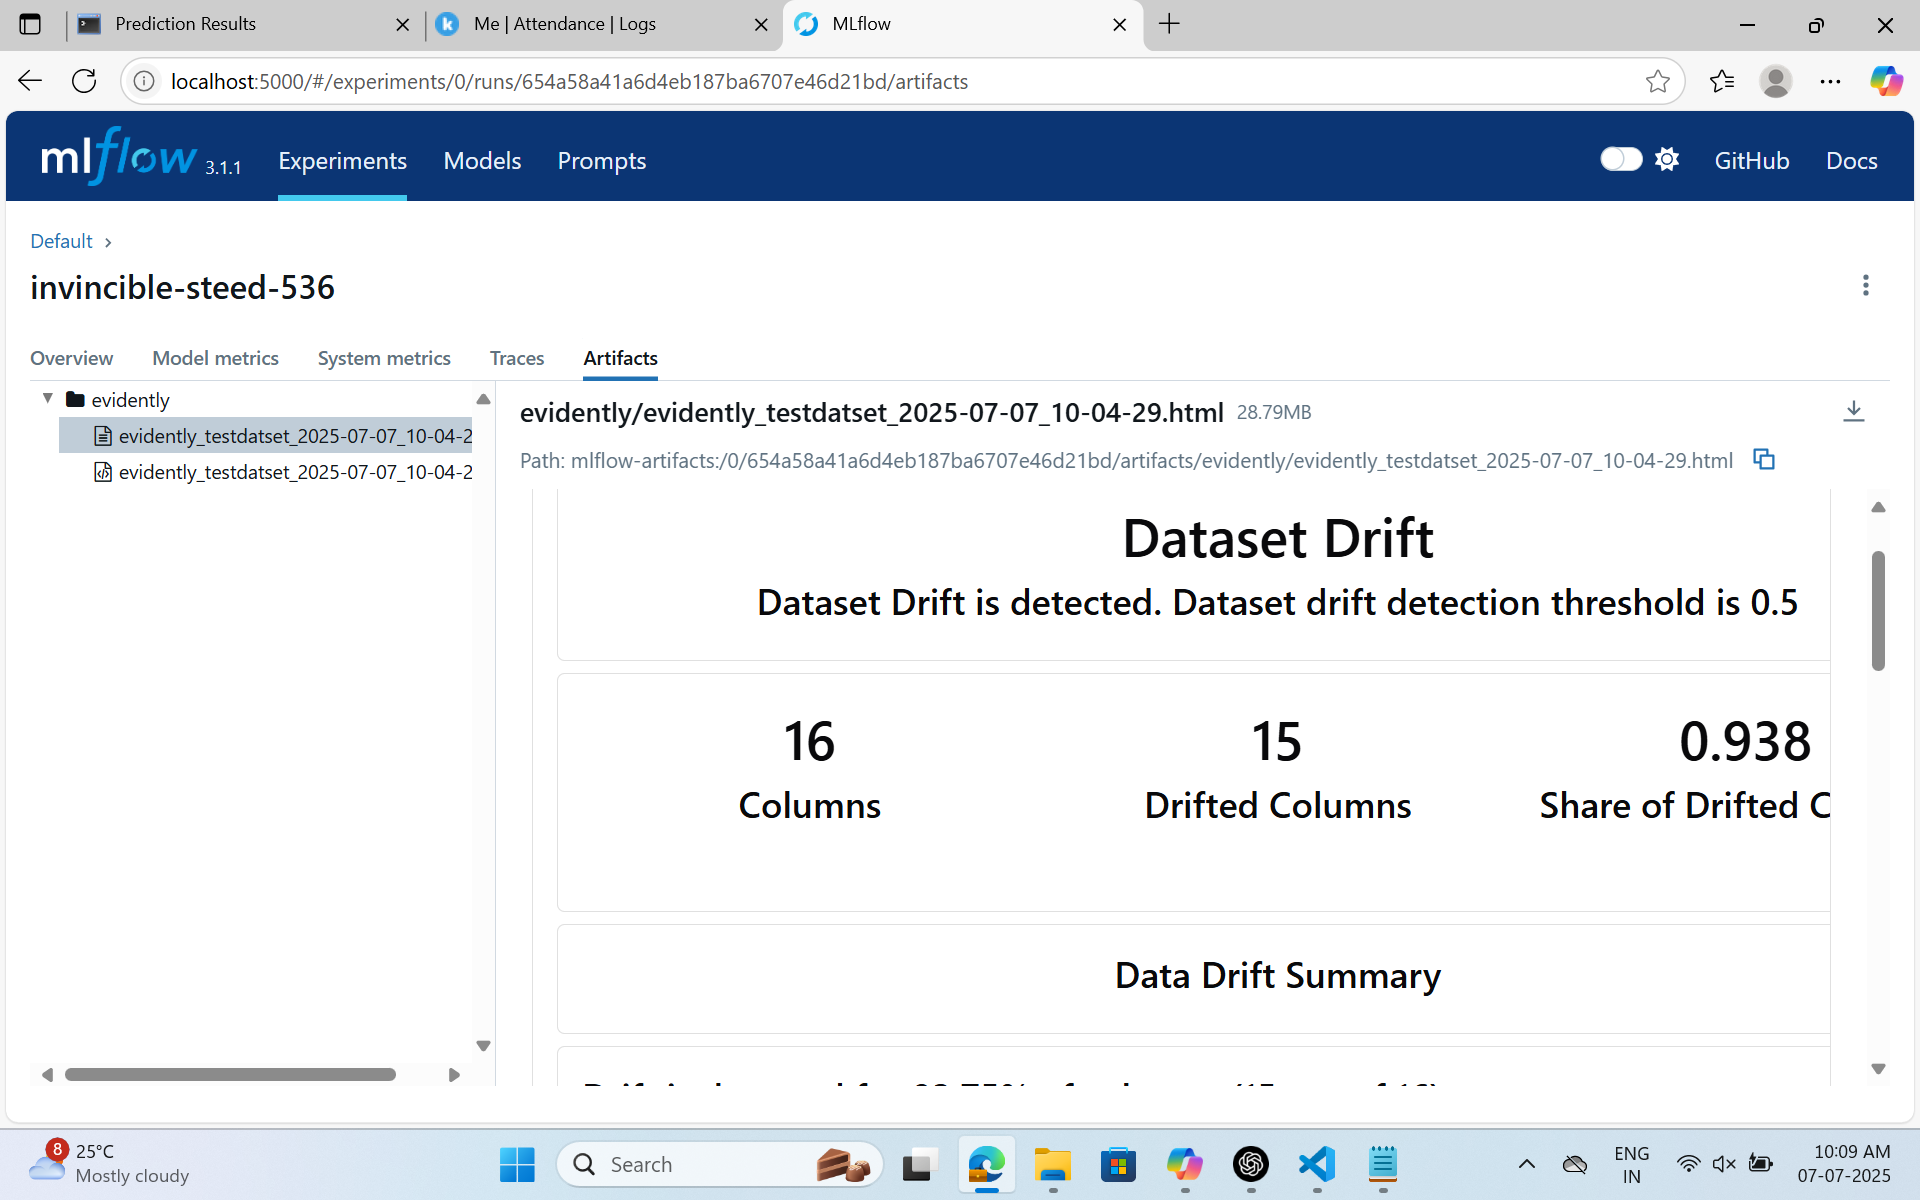 Prediction Results
Me | Attendance | Logs
MLflow
localhost:5000/#/experiments/0/runs/654a58a41a6d4eb187ba6707e46d21bd/artifacts
mlflow 3.1.1
Experiments
Models
Prompts
GitHub
Docs
Default
invincible-steed-536
Overview
Model metrics
System metrics
Traces
Artifacts
evidently
evidently_testdatset_2025-07-07_10-04-2
evidently_testdatset_2025-07-07_10-04-2
evidently/evidently_testdatset_2025-07-07_10-04-29.html 28.79MB
Path: mlflow-artifacts:/0/654a58a41a6d4eb187ba6707e46d21bd/artifacts/evidently/evidently_testdatset_2025-07-07_10-04-29.html
Dataset Drift
Dataset Drift is detected. Dataset drift detection threshold is 0.5
16
Columns
15
Drifted Columns
0.938
Share of Drifted C
Data Drift Summary
8
25°C
Mostly cloudy
Search
ENG
IN
10:09 AM
07-07-2025